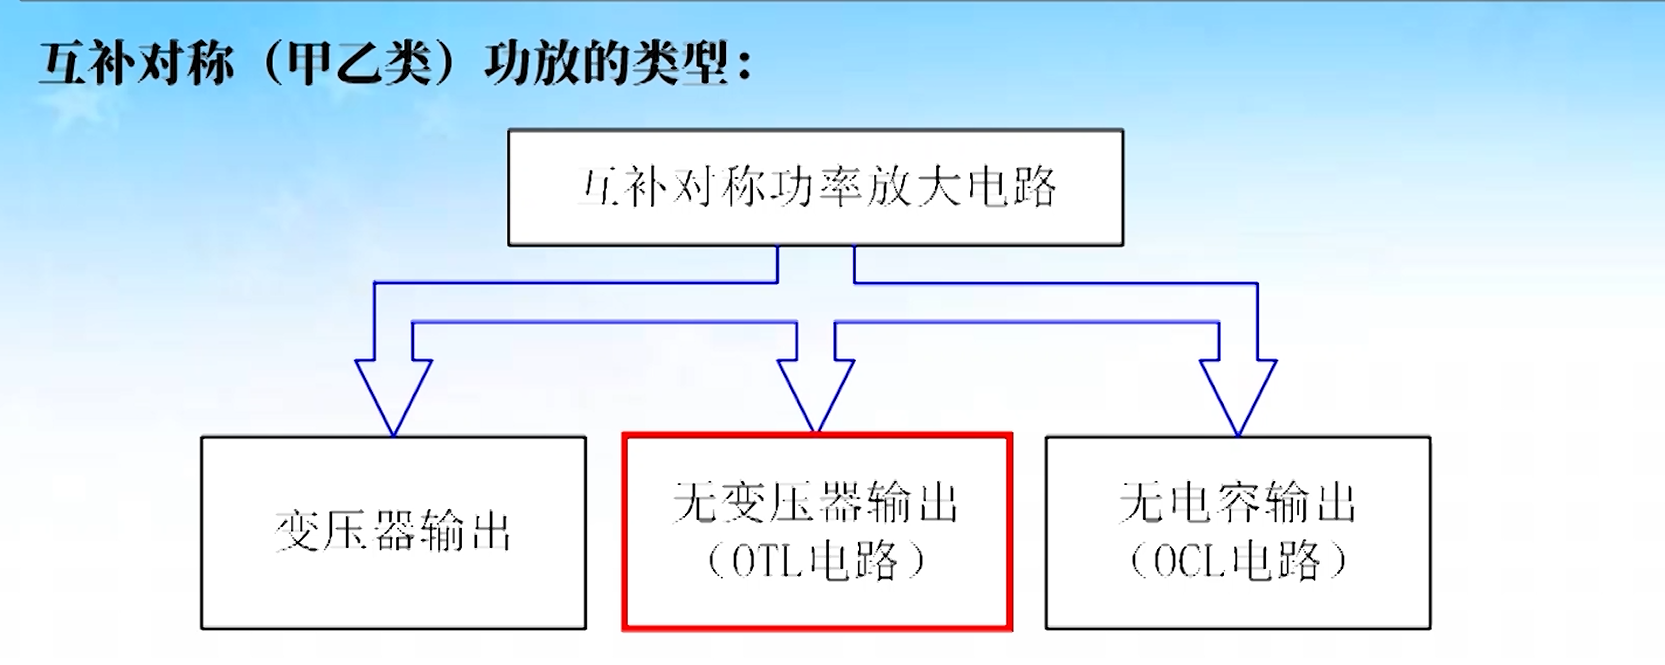 互补对称（甲乙类）功放的类型：
互补对称功率放大电路
变压器输出
无变压器输出
（OTL电路）
无电容输出
（OCL电路）